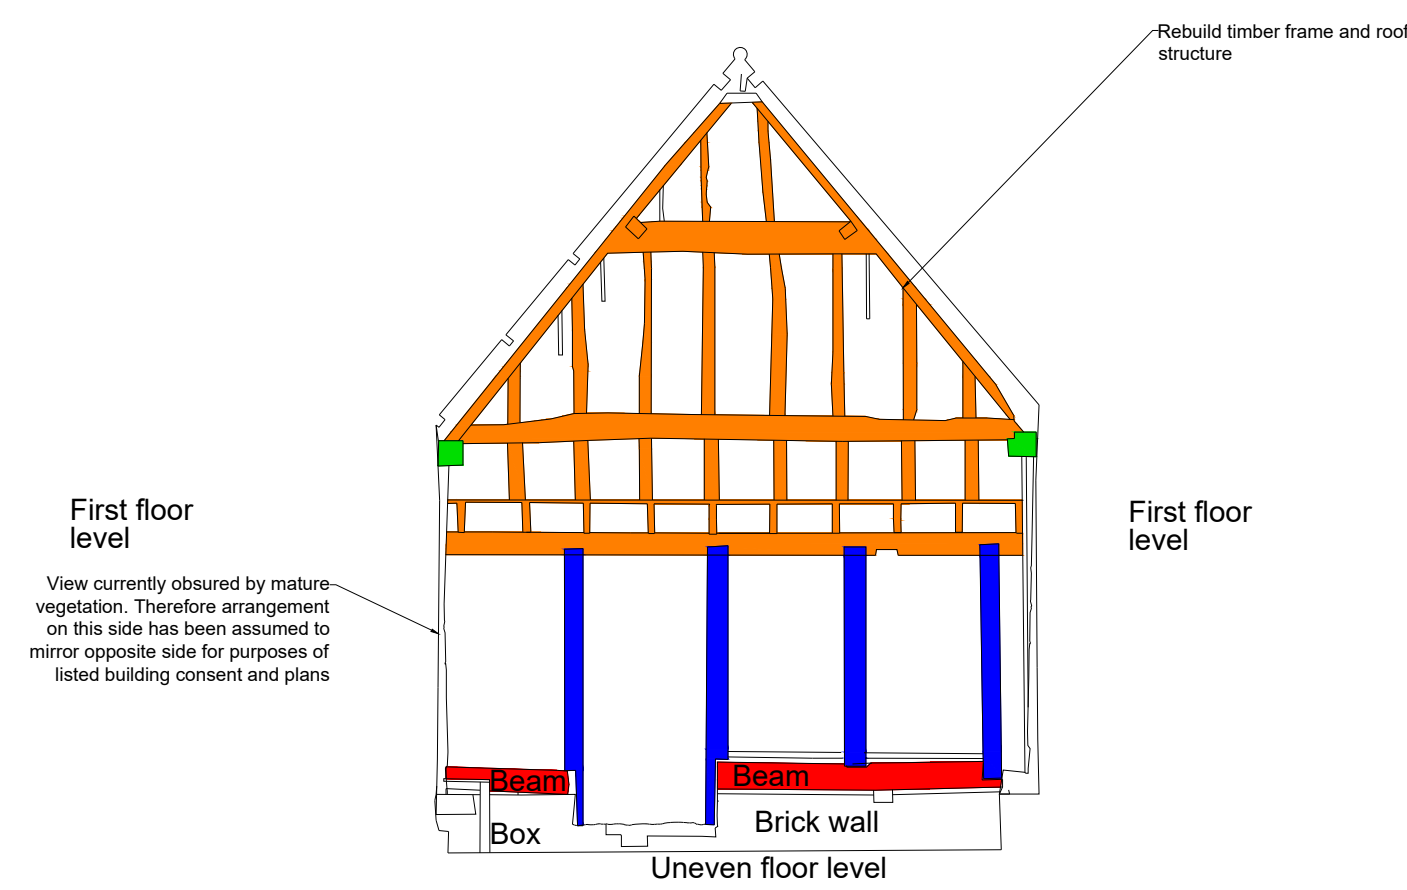 Rebuild timber frame and roof
structure
First floor
level
First floor
level
View currently obsured by mature
vegetation. Therefore arrangement
on this side has been assumed to
mirror opposite side for purposes of
listed building consent and plans
Beam
Beam
Box
Brick wall
Uneven floor level